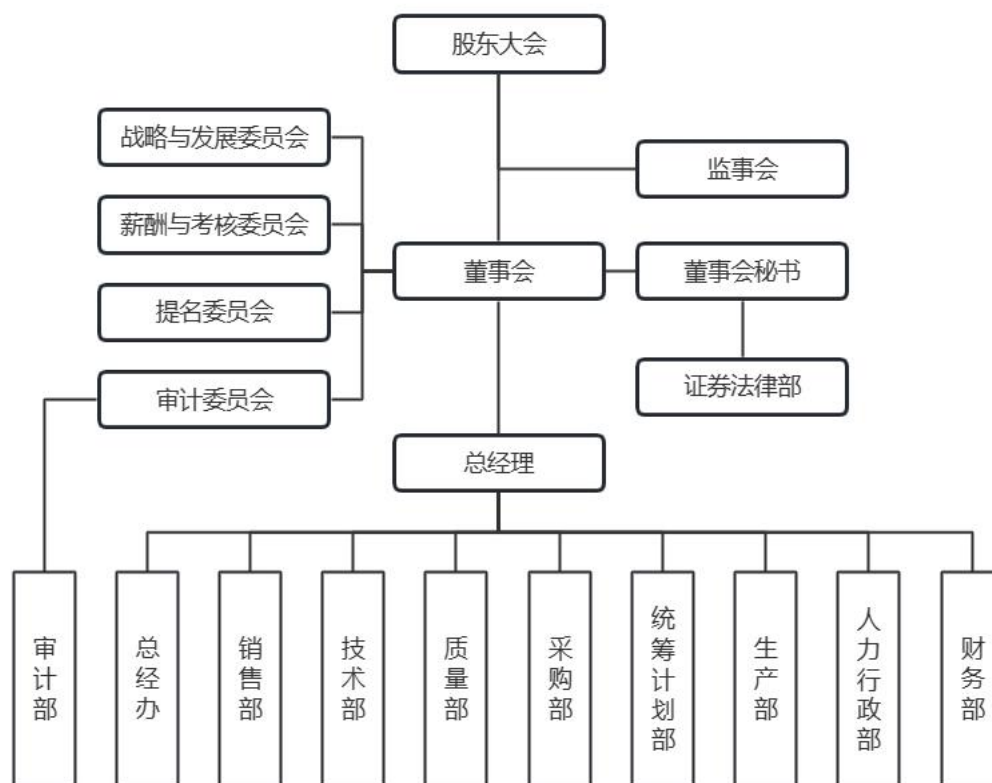 股东大会
战略与发展委员会
监事会
薪酬与考核委员会
董事会
董事会秘书
提名委员会
审计委员会
证券法律部
总经理
审计部
总经办
销售部
技术部
质量部
采购部
统筹计划部
生产部
人力行政部
财务部